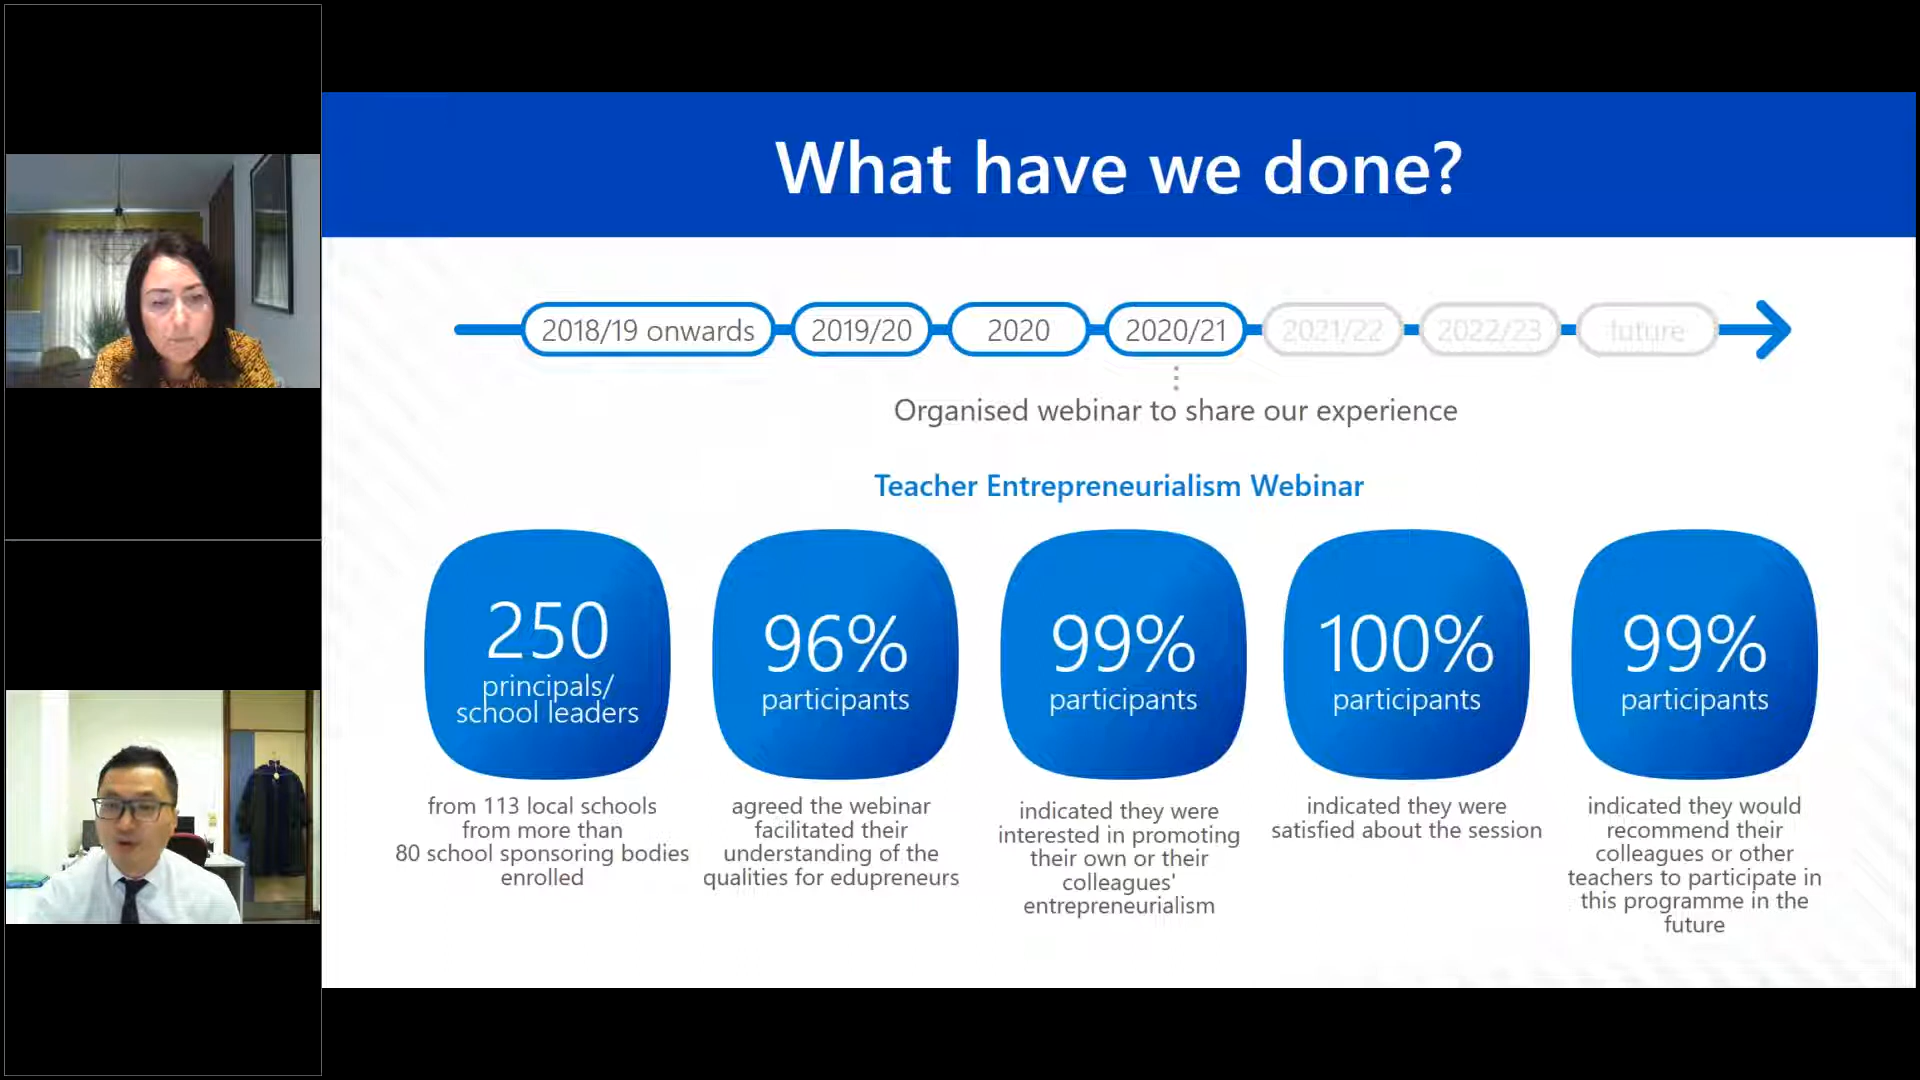 What have we done?
2018/19 onwards
2019/20
2020
2020/21
2021/22
2022/23
future
Organised webinar to share our experience
Teacher Entrepreneurialism Webinar
250
principals/
school leaders
from 113 local schools
from more than
80 school sponsoring bodies
enrolled
96%
participants
agreed the webinar
facilitated their
understanding of the
qualities for edupreneurs
99%
participants
indicated they were
interested in promoting
their own or their
colleagues'
entrepreneurialism
100%
participants
indicated they were
satisfied about the session
99%
participants
indicated they would
recommend their
colleagues or other
teachers to participate in
this programme in the
future